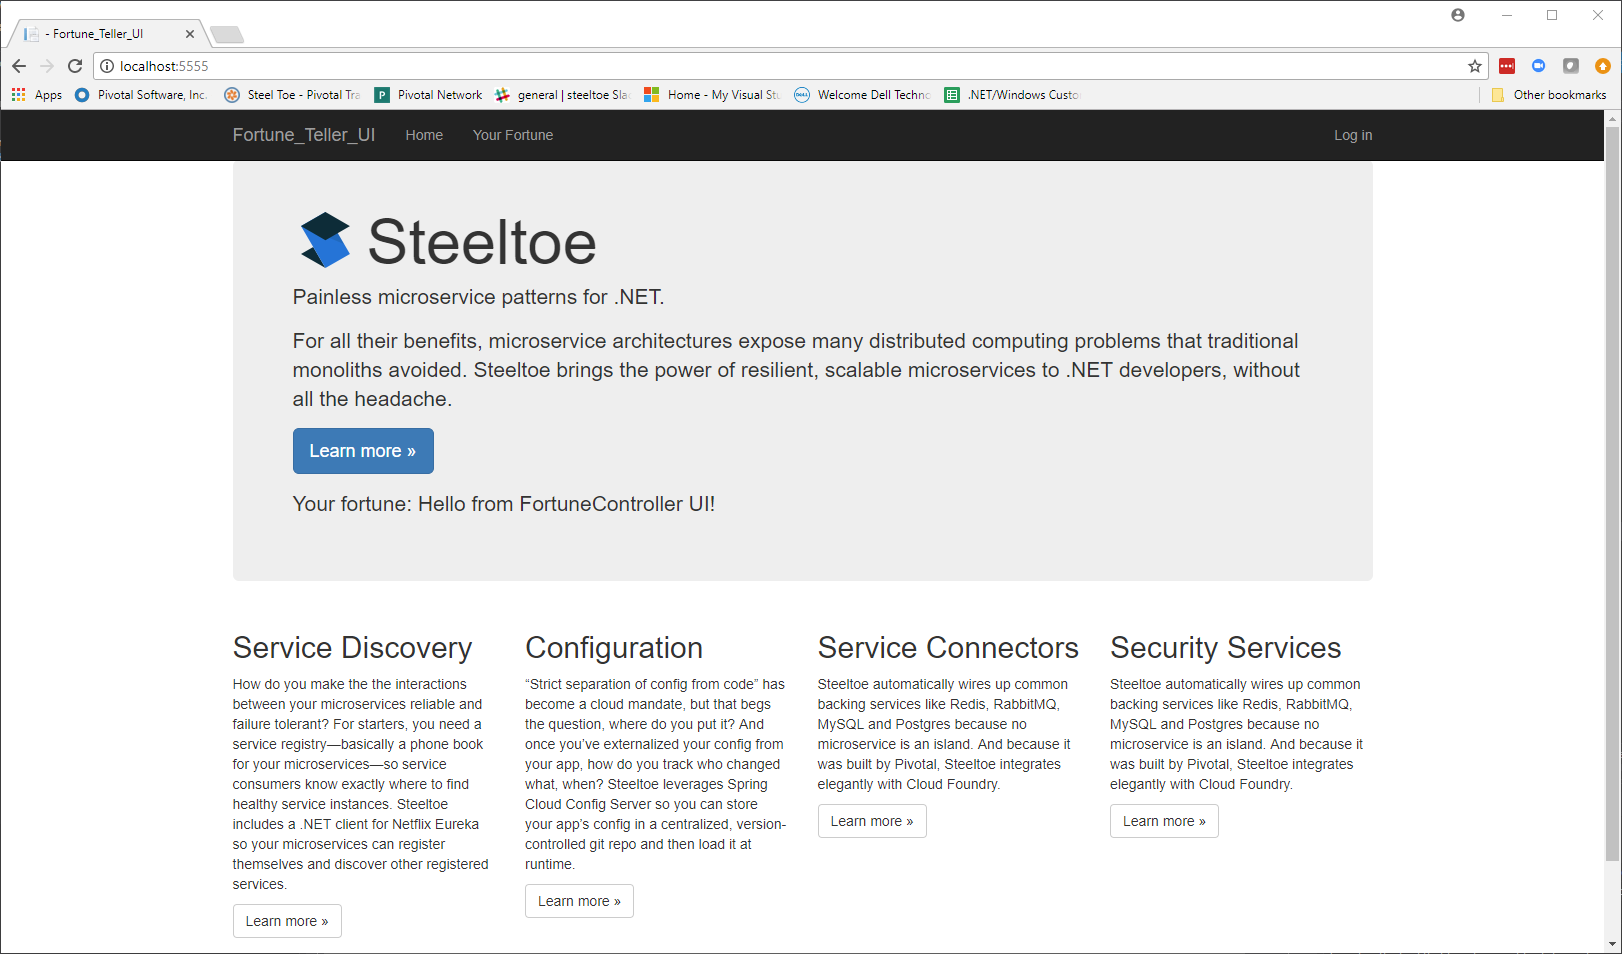 - Fortune_Teller_UI
localhost:5555
Apps Pivotal Software, Inc. Steel Toe - Pivotal Tra Pivotal Network general | steeltoe Sla Home - My Visual Stu Welcome Dell Techno .NET/Windows Custo Other bookmarks
Fortune_Teller_UI Home Your Fortune Log in
Steeltoe
Painless microservice patterns for .NET.
For all their benefits, microservice architectures expose many distributed computing problems that traditional
monoliths avoided. Steeltoe brings the power of resilient, scalable microservices to .NET developers, without
all the headache.
Learn more »
Your fortune: Hello from FortuneController UI!
Service Discovery
How do you make the the interactions
between your microservices reliable and
failure tolerant? For starters, you need a
service registry—basically a phone book
for your microservices—so service
consumers know exactly where to find
healthy service instances. Steeltoe
includes a .NET client for Netflix Eureka
so your microservices can register
themselves and discover other registered
services.
Learn more »
Configuration
“Strict separation of config from code” has
become a cloud mandate, but that begs
the question, where do you put it? And
once you’ve externalized your config from
your app, how do you track who changed
what, when? Steeltoe leverages Spring
Cloud Config Server so you can store
your app’s config in a centralized, version-
controlled git repo and then load it at
runtime.
Learn more »
Service Connectors
Steeltoe automatically wires up common
backing services like Redis, RabbitMQ,
MySQL and Postgres because no
microservice is an island. And because it
was built by Pivotal, Steeltoe integrates
elegantly with Cloud Foundry.
Learn more »
Security Services
Steeltoe automatically wires up common
backing services like Redis, RabbitMQ,
MySQL and Postgres because no
microservice is an island. And because it
was built by Pivotal, Steeltoe integrates
elegantly with Cloud Foundry.
Learn more »